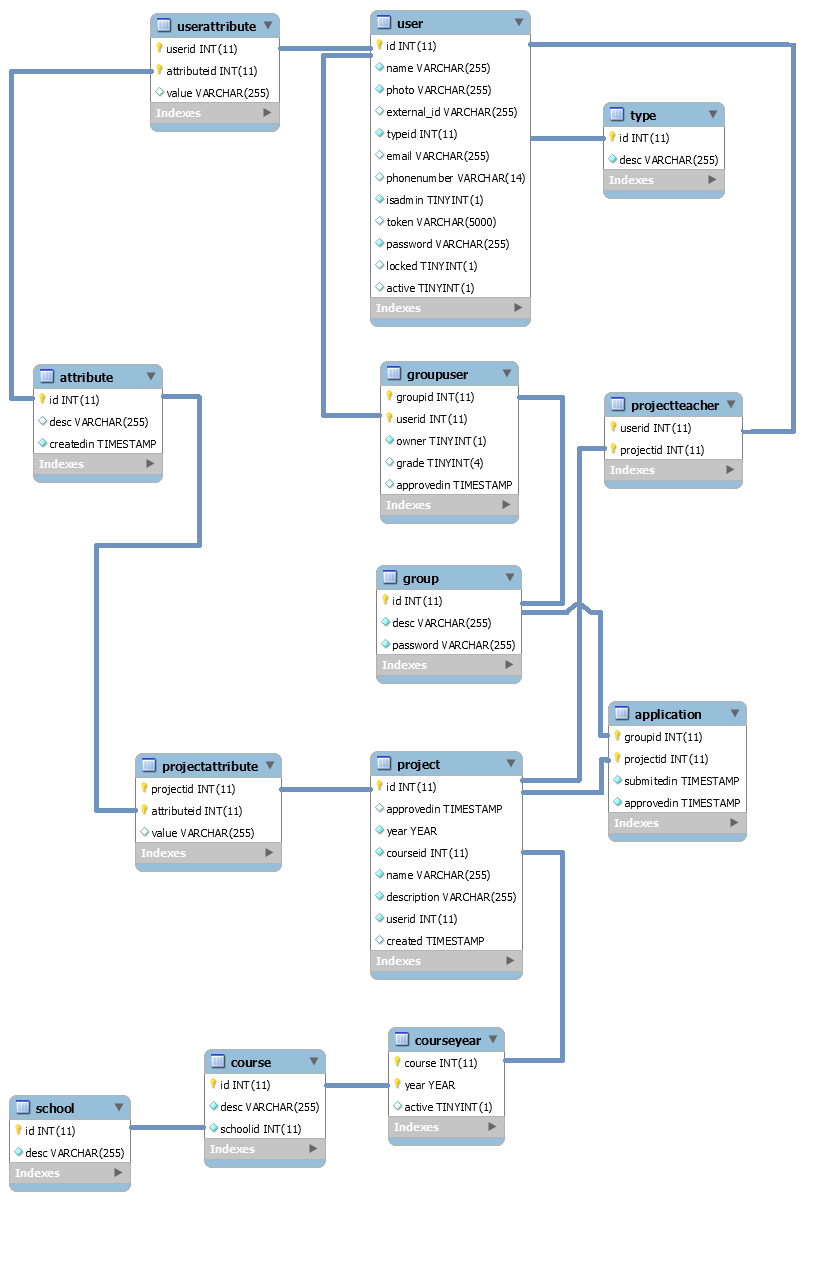 userattribute
userid INT(11)
attributeid INT(11)
value VARCHAR(255)
Indexes
user
id INT(11)
name VARCHAR(255)
photo VARCHAR(255)
external_id VARCHAR(255)
typeid INT(11)
email VARCHAR(255)
phonenumber VARCHAR(14)
isadmin TINYINT(1)
token VARCHAR(5000)
password VARCHAR(255)
locked TINYINT(1)
active TINYINT(1)
Indexes
type
id INT(11)
desc VARCHAR(255)
Indexes
attribute
id INT(11)
desc VARCHAR(255)
createdin TIMESTAMP
Indexes
groupuser
groupid INT(11)
userid INT(11)
owner TINYINT(1)
grade TINYINT(4)
approvedin TIMESTAMP
Indexes
projectteacher
userid INT(11)
projectid INT(11)
Indexes
group
id INT(11)
desc VARCHAR(255)
password VARCHAR(255)
Indexes
application
groupid INT(11)
projectid INT(11)
submitedin TIMESTAMP
approvedin TIMESTAMP
Indexes
projectattribute
projectid INT(11)
attributeid INT(11)
value VARCHAR(255)
Indexes
project
id INT(11)
approvedin TIMESTAMP
year YEAR
courseid INT(11)
name VARCHAR(255)
description VARCHAR(255)
userid INT(11)
created TIMESTAMP
Indexes
courseyear
course INT(11)
year YEAR
active TINYINT(1)
Indexes
course
id INT(11)
desc VARCHAR(255)
schoolid INT(11)
Indexes
school
id INT(11)
desc VARCHAR(255)
Indexes